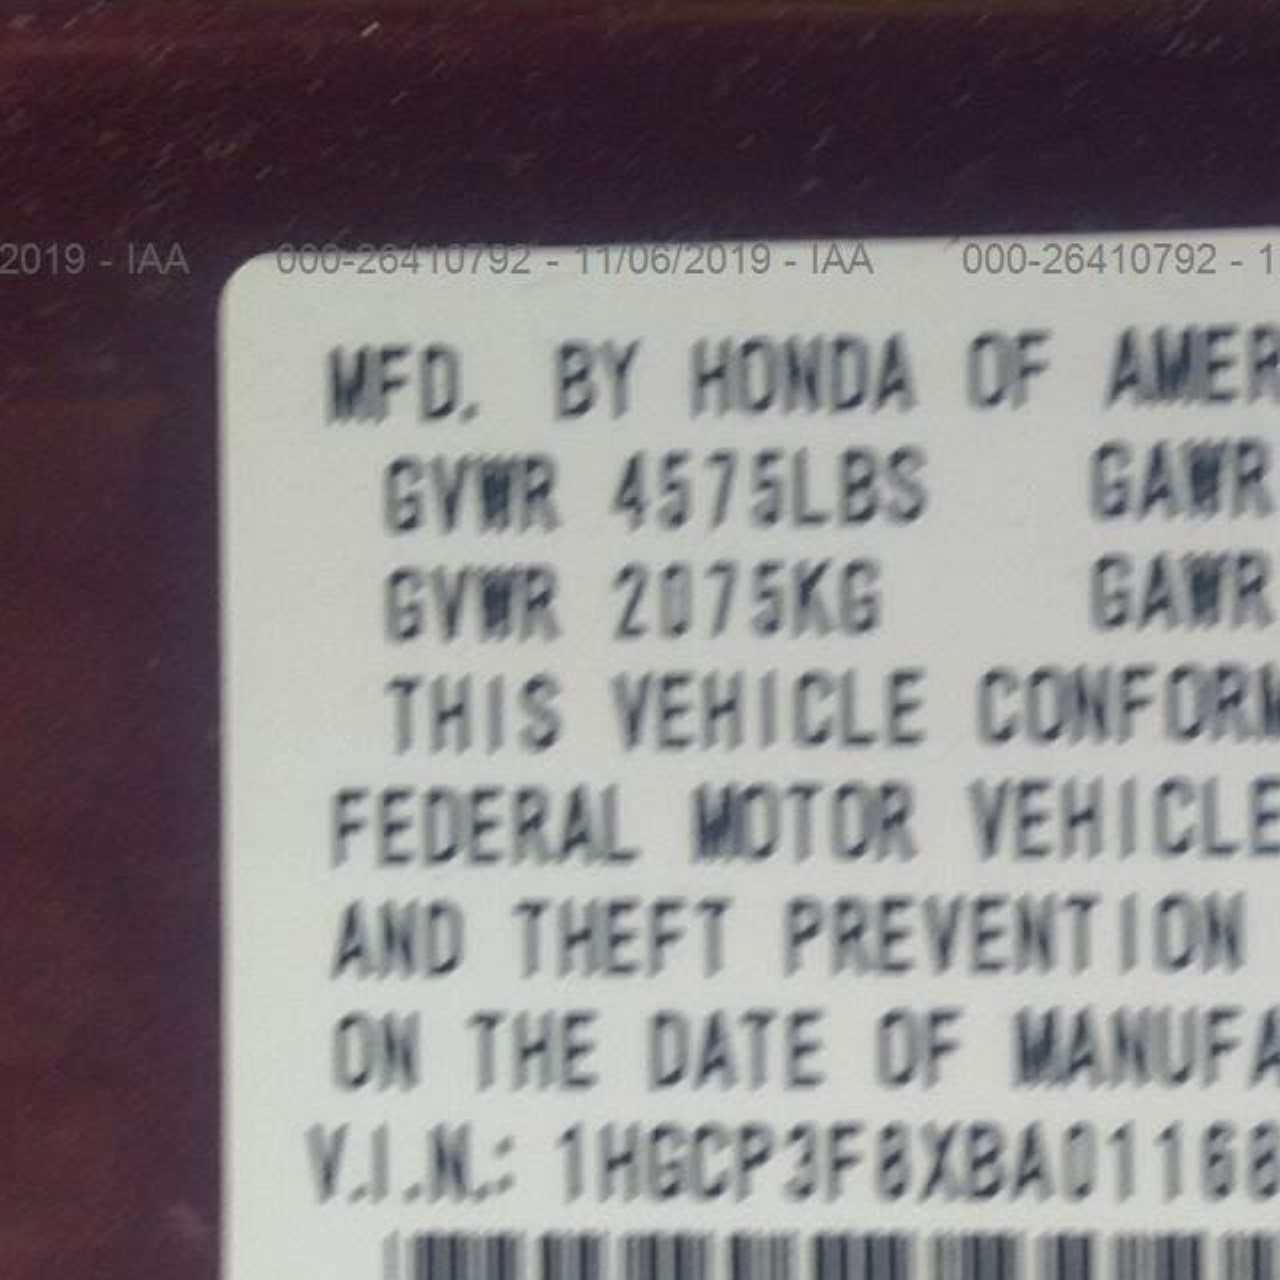 2019 - IAA 000-26410792 - 11/06/2019 - IAA 000-26410792 - 1
MFD. BY HONDA OF AMER
GVWR 4575LBS GAWR
GVWR 2075KG GAWR
THIS VEHICLE CONFORM
FEDERAL MOTOR VEHICLE
AND THEFT PREVENTION
ON THE DATE OF MANUFA
V.I.N.: 1HGCP3F8XBA01168